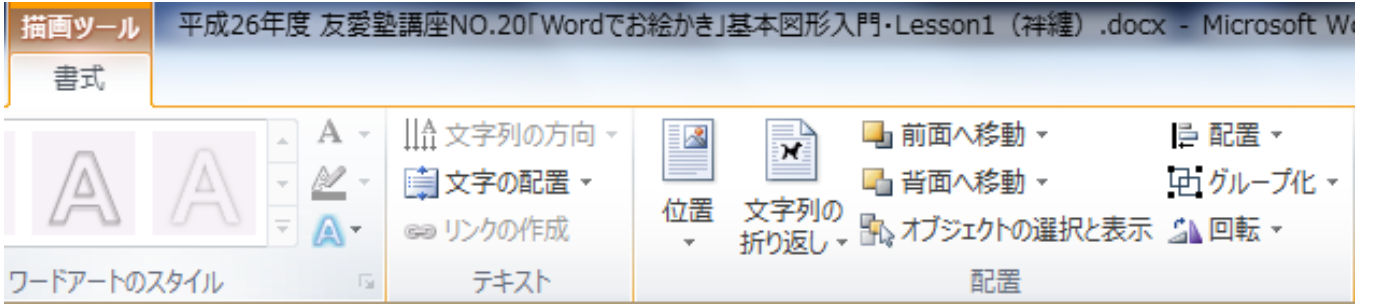 描画ツール
平成26年度 友愛塾講座NO.20「Wordでお絵かき」基本図形入門・Lesson1（袢纏）.docx - Microsoft W
書式
A
A
A
A
文字列の方向
文字の配置
リンクの作成
位置
文字列の
折り返し
前面へ移動
背面へ移動
オブジェクトの選択と表示
配置
グループ化
回転
ワードアートのスタイル
テキスト
配置